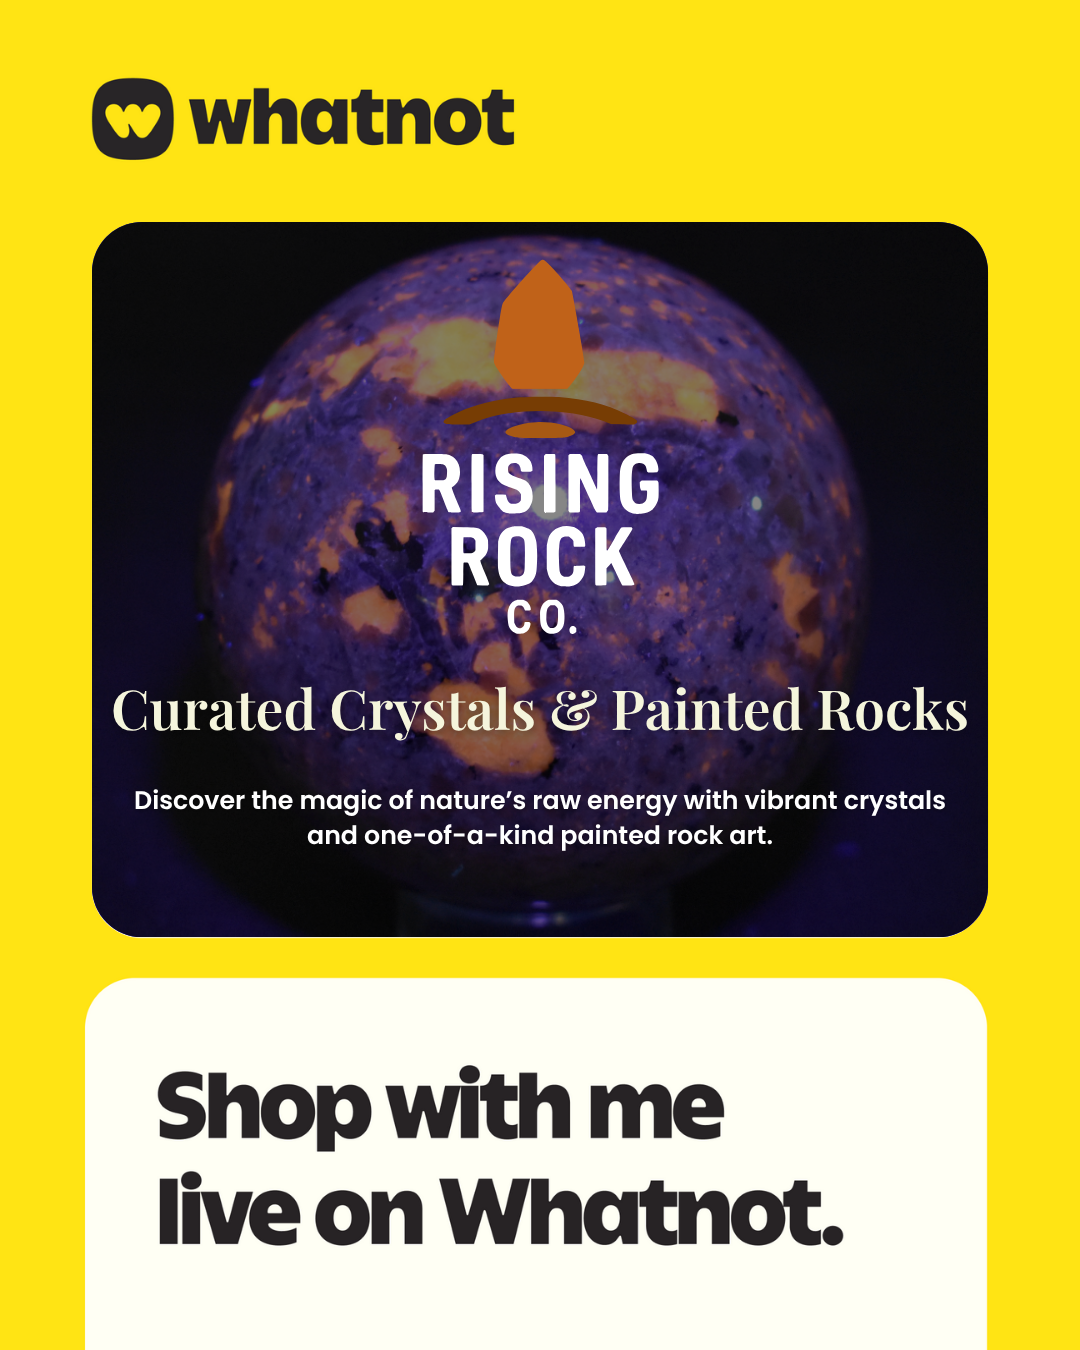 whatnot
RISING
ROCK
CO.
Curated Crystals & Painted Rocks
Discover the magic of nature's raw energy with vibrant crystals
and one-of-a-kind painted rock art.
Shop with me
live on Whatnot.